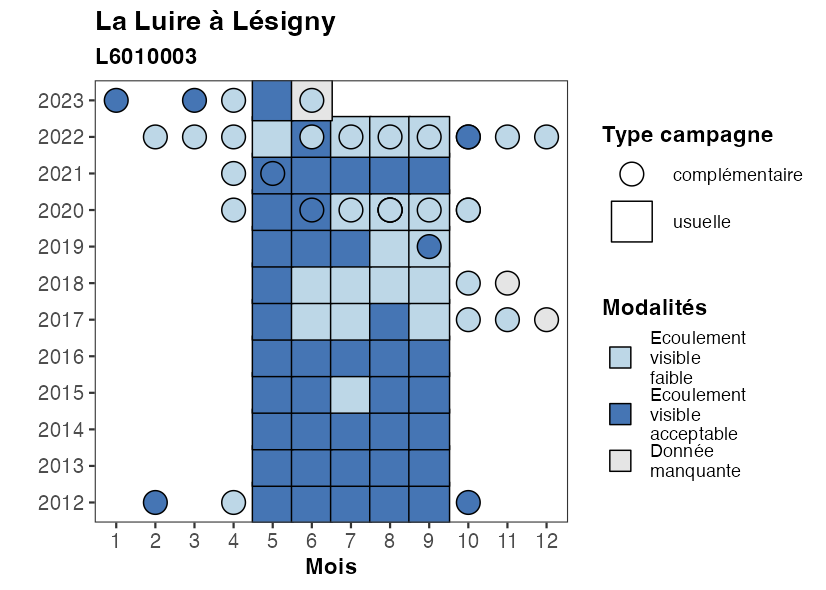 La Luire à Lésigny
L6010003
2023
2022
2021
2020
2019
2018
2017
2016
2015
2014
2013
2012
1 2 3 4 5 6 7 8 9 10 11 12
Mois
Type campagne
complémentaire
usuelle
Modalités
Ecoulement
visible
faible
Ecoulement
visible
acceptable
Donnée
manquante